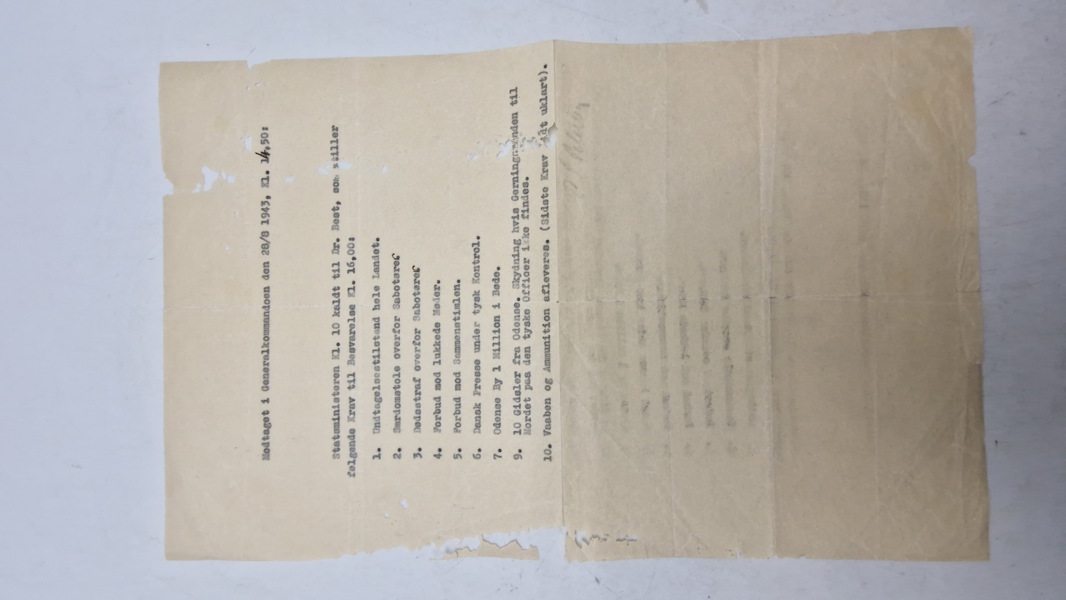 Modtaget i Generalkommandoen den 28/8 1943, Kl. 14,50:
Statsministeren Kl. 10 kaldt til Dr. Best, som stiller
følgende Krav til Besvarelse Kl. 16,00:
1. Undtagelsestilstand hele Landet.
2. Særdomstole overfor Sabotører
3. Dødsstraf overfor Sabotører
4. Forbud mod lukkede Møder.
5. Forbud mod Sammenstimlen.
6. Dansk Presse under tysk Kontrol.
7. Odense By 1 Million i Bøde.
9. 10 Gidsler fra Odense. Skydning hvis Gerningsmanden til
Mordet paa den tyske Officer ikke findes.
10. Vaaben og Ammunition afleveres. (Sidste Krav lidt uklart).